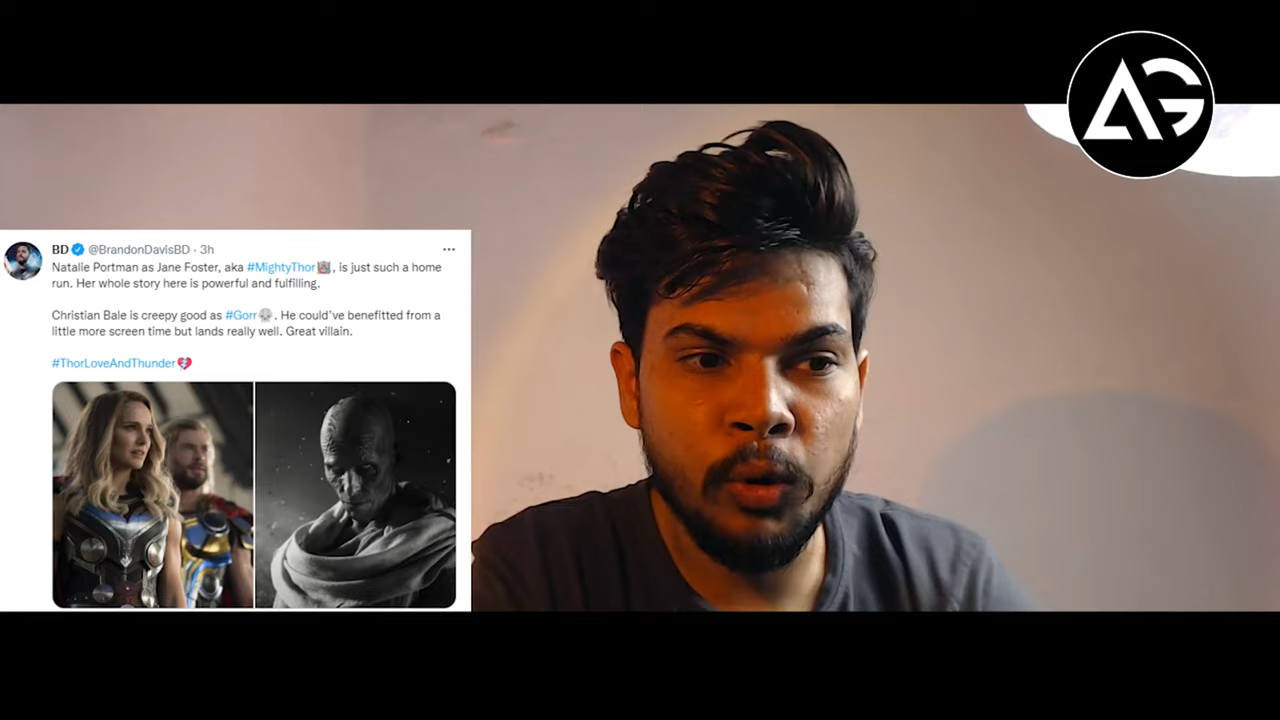 BD @BrandonDavisBD · 3h
Natalie Portman as Jane Foster, aka #MightyThor, is just such a home
run. Her whole story here is powerful and fulfilling.
Christian Bale is creepy good as #Gorr. He could've benefitted from a
little more screen time but lands really well. Great villain.
#ThorLoveAndThunder
AG